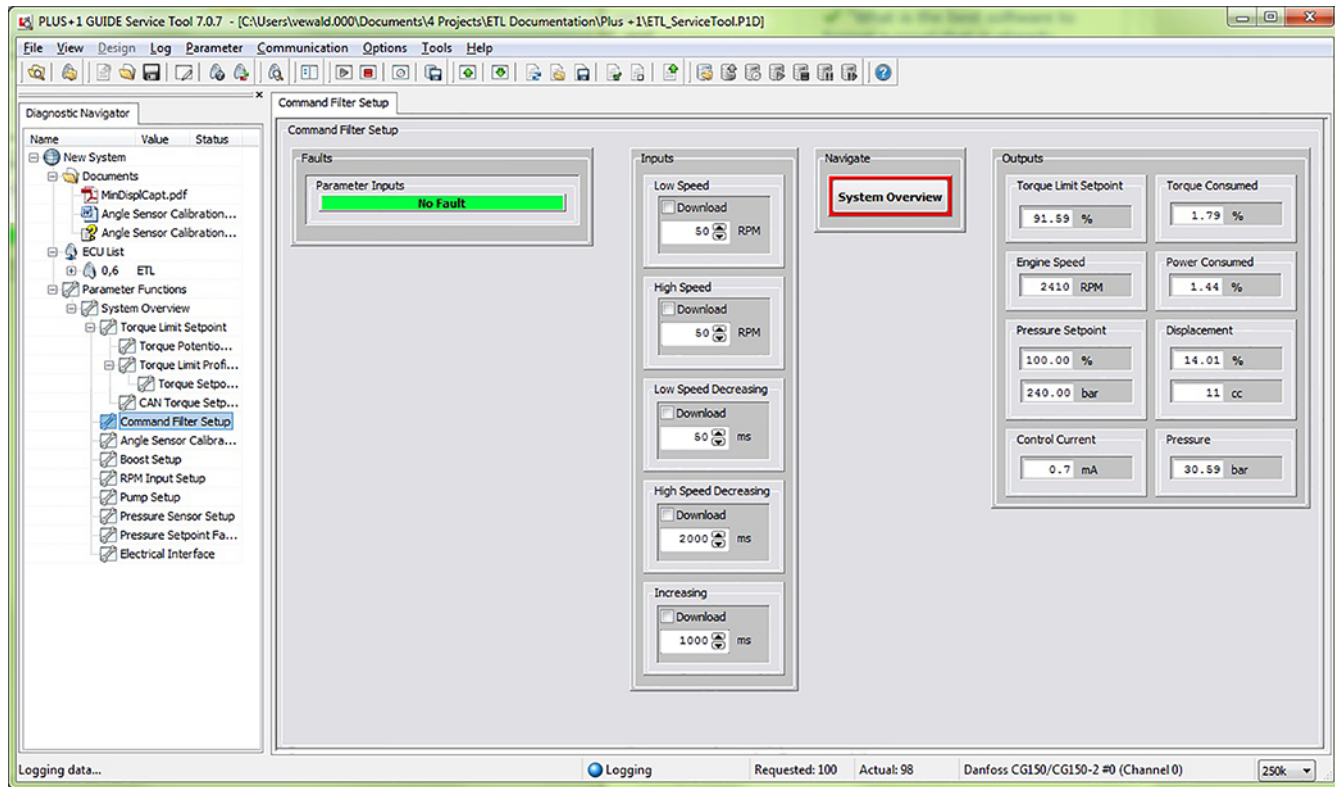 PLUS+1 GUIDE Service Tool 7.0.7 - [C:\Users\vewald.000\Documents\4 Projects\ETL Documentation\Plus +1\ETL_ServiceTool.P1D]
File View Design Log Parameter Communication Options Tools Help
Diagnostic Navigator
Name Value Status
New System
Documents
MinDisplCapt.pdf
Angle Sensor Calibration...
Angle Sensor Calibration...
ECU List
0,6 ETL
Parameter Functions
System Overview
Torque Limit Setpoint
Torque Potentio...
Torque Limit Profi...
Torque Setpo...
CAN Torque Setp...
Command Filter Setup
Angle Sensor Calibra...
Boost Setup
RPM Input Setup
Pump Setup
Pressure Sensor Setup
Pressure Setpoint Fa...
Electrical Interface
Command Filter Setup
Command Filter Setup
Faults
Parameter Inputs
No Fault
Inputs
Low Speed
Download
50 RPM
High Speed
Download
50 RPM
Low Speed Decreasing
Download
50 ms
High Speed Decreasing
Download
2000 ms
Increasing
Download
1000 ms
Navigate
System Overview
Outputs
Torque Limit Setpoint
91.59 %
Torque Consumed
1.79 %
Engine Speed
2410 RPM
Power Consumed
1.44 %
Pressure Setpoint
100.00 %
240.00 bar
Displacement
14.01 %
11 cc
Control Current
0.7 mA
Pressure
30.59 bar
Logging data...
Logging
Requested: 100
Actual: 98
Danfoss CG150/CG150-2 #0 (Channel 0)
250k